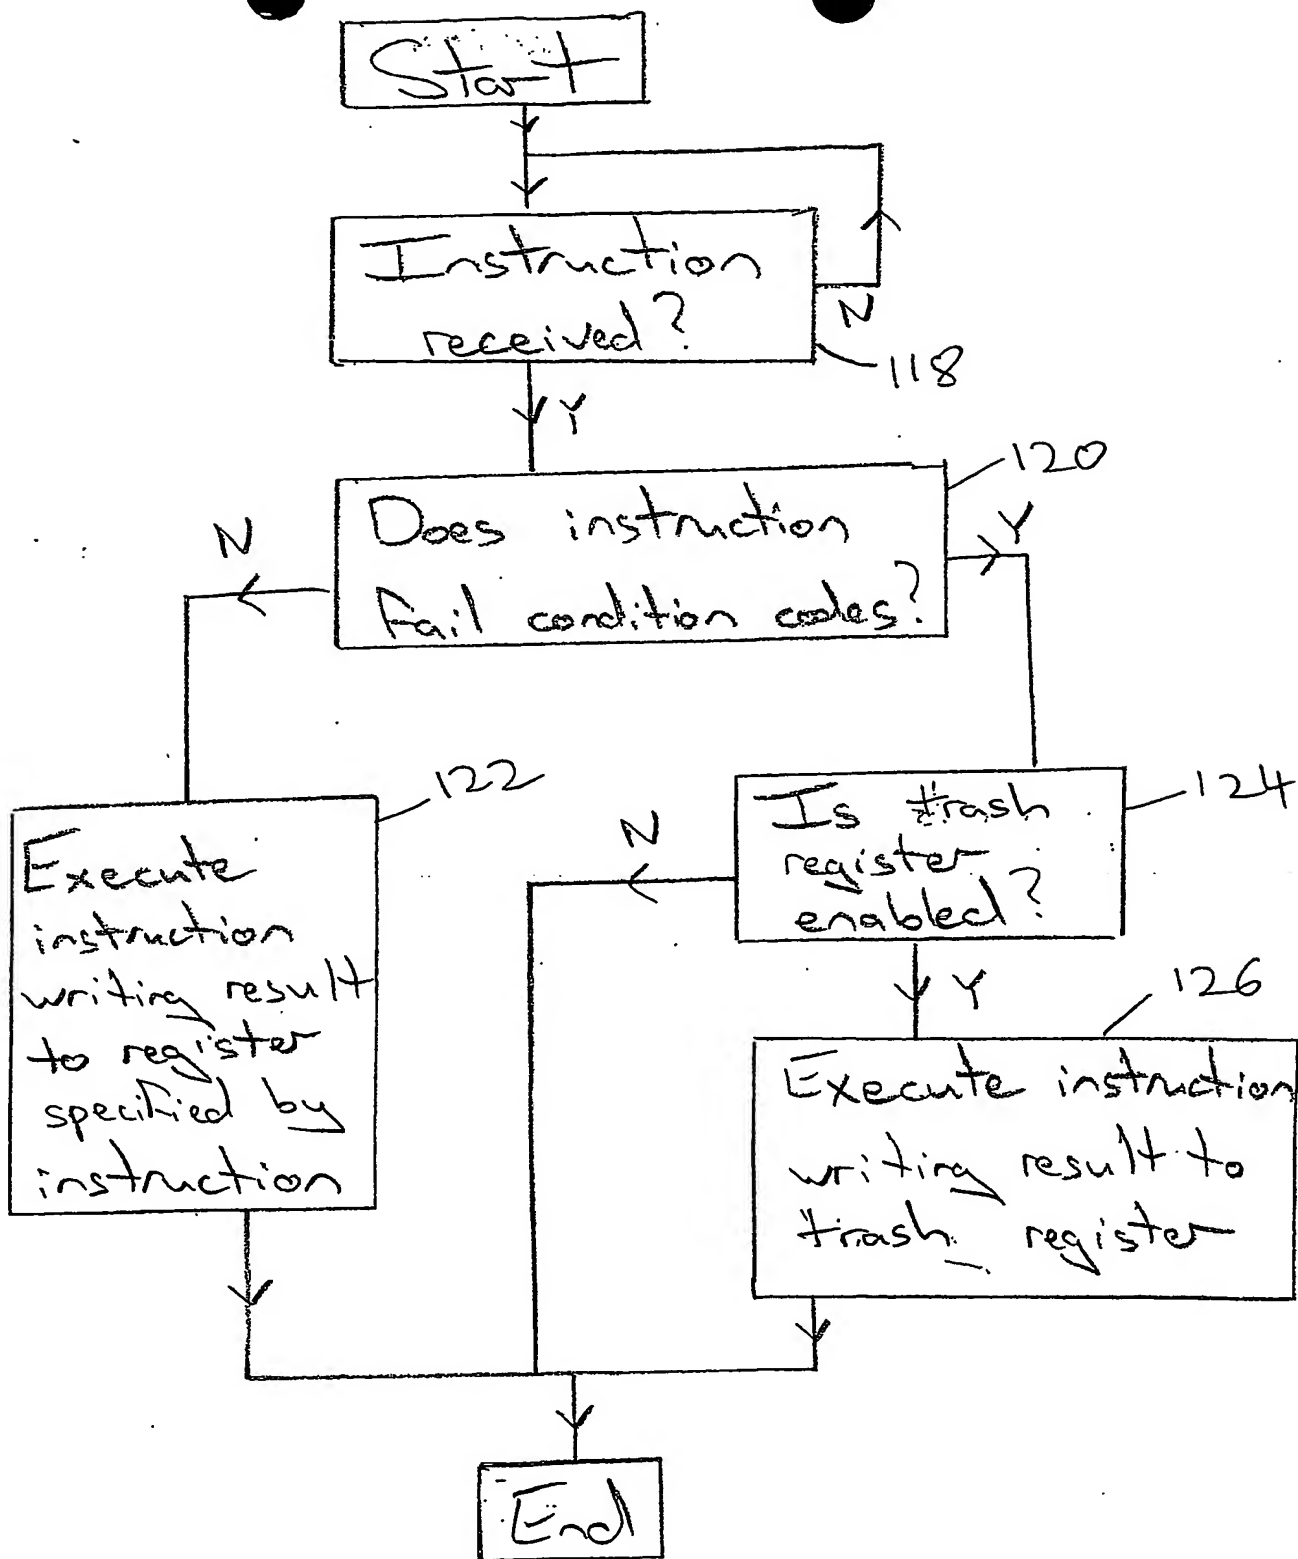 Start
Instruction
received?
N
118
Y
120
Does instruction
fail condition codes?
N
Y
122
Execute
instruction
writing result
to register
specified by
instruction
124
Is trash
register
enabled?
N
Y
126
Execute instruction
writing result to
trash register
End